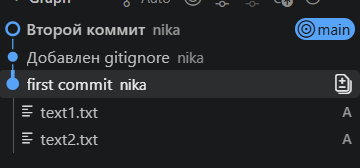 Graph Auto
Второй коммит nika main
Добавлен gitignore nika
first commit nika
text1.txt A
text2.txt A